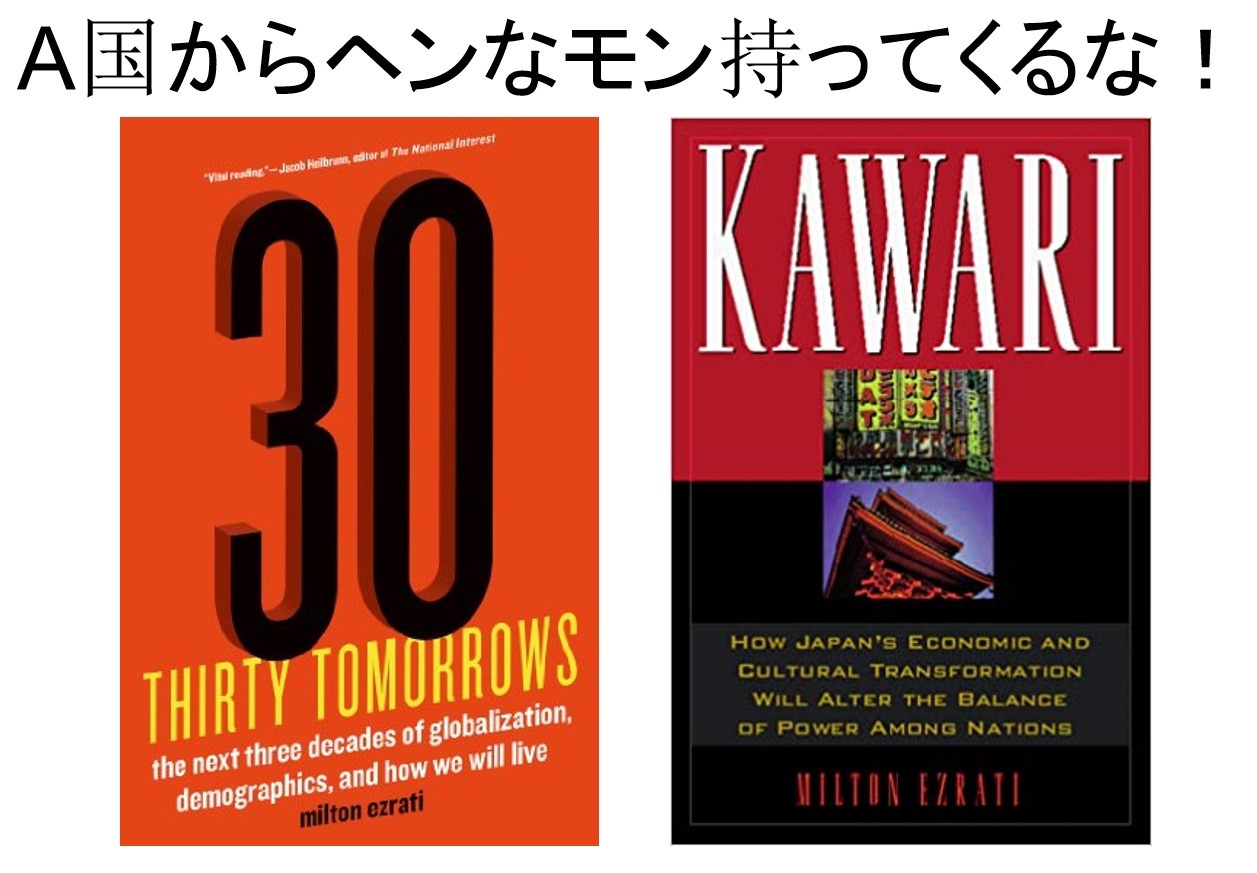 A国からヘンなモン持ってくるな！
"Vital reading."—Jacob Heilbrunn, editor of The National Interest
30
THIRTY TOMORROWS
the next three decades of globalization,
demographics, and how we will live
milton ezrati
KAWARI
HOW JAPAN'S ECONOMIC AND
CULTURAL TRANSFORMATION
WILL ALTER THE BALANCE
OF POWER AMONG NATIONS
MILTON EZRATI